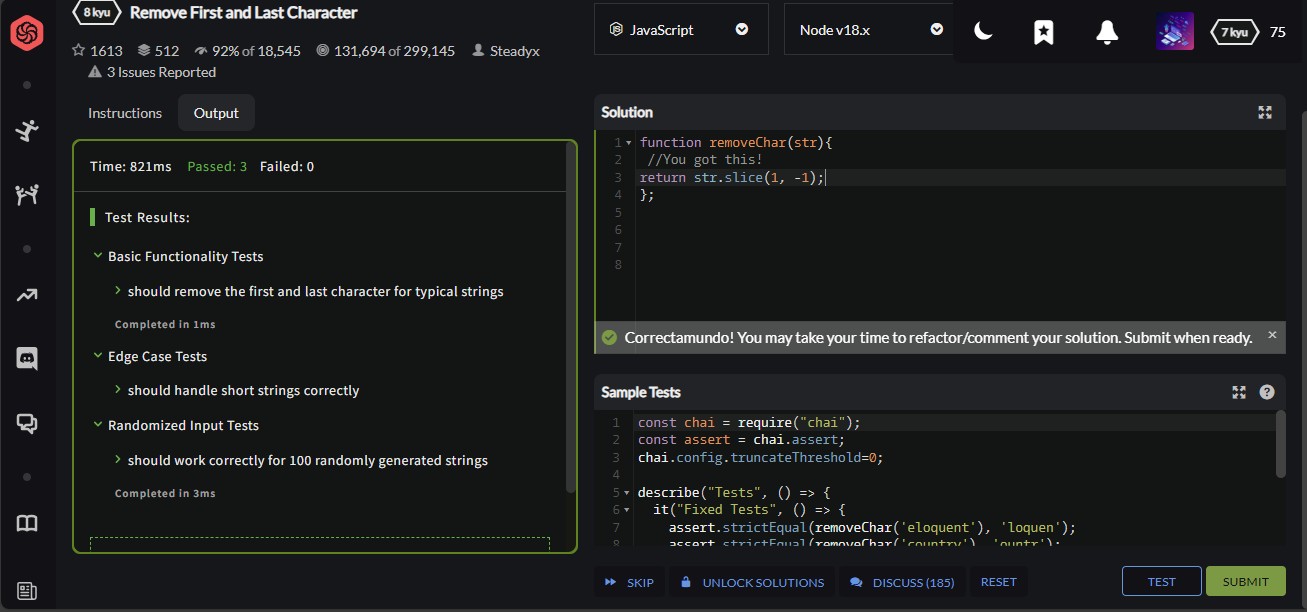 8 kyu Remove First and Last Character
1613 512 92% of 18,545 131,694 of 299,145 Steadyx
3 Issues Reported
JavaScript
Node v18.x
7 kyu 75
Instructions Output
Time: 821ms Passed: 3 Failed: 0
Test Results:
Basic Functionality Tests
should remove the first and last character for typical strings
Completed in 1ms
Edge Case Tests
should handle short strings correctly
Randomized Input Tests
should work correctly for 100 randomly generated strings
Completed in 3ms
Solution
1 function removeChar(str){
2 //You got this!
3 return str.slice(1, -1);
4 };
5
6
7
8
Correctamundo! You may take your time to refactor/comment your solution. Submit when ready. ×
Sample Tests ?
1 const chai = require("chai");
2 const assert = chai.assert;
3 chai.config.truncateThreshold=0;
4
5 describe("Tests", () => {
6 it("Fixed Tests", () => {
7 assert.strictEqual(removeChar('eloquent'), 'loquen');
8 assert.strictEqual(removeChar('country'), 'ountr');
SKIP UNLOCK SOLUTIONS DISCUSS (185) RESET TEST SUBMIT